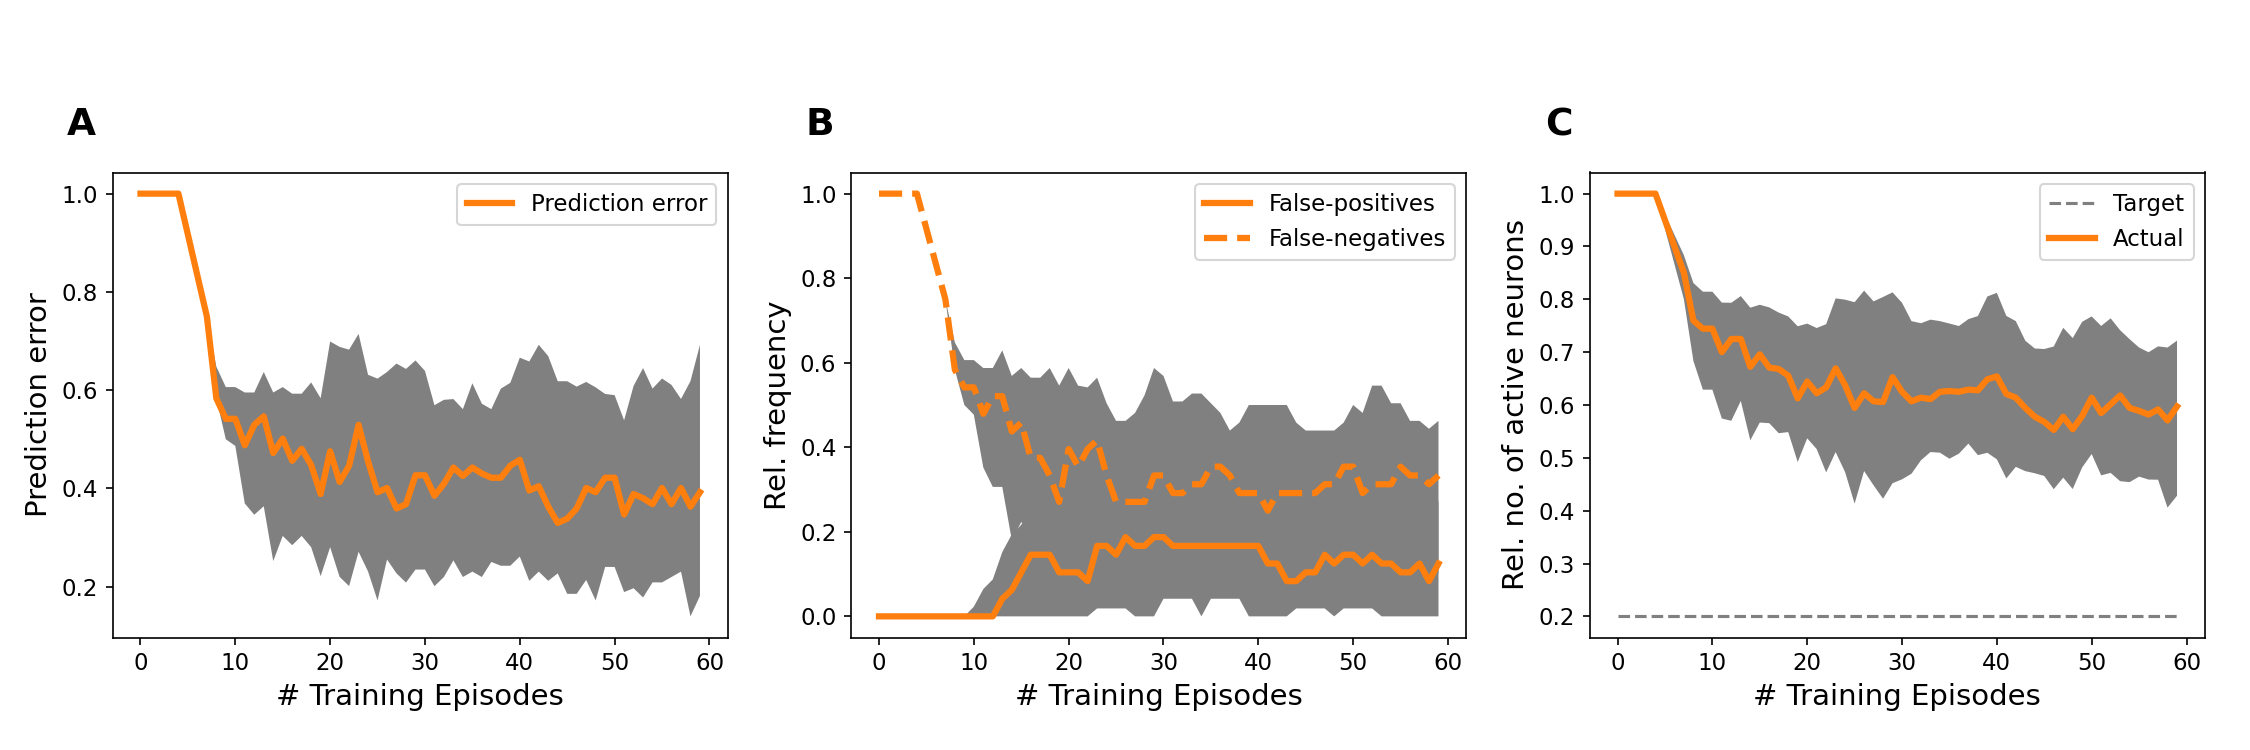 A
B
C
Prediction error
1.0
0.8
0.6
0.4
0.2
Prediction error
0
10
20
30
40
50
60
# Training Episodes
Rel. frequency
1.0
0.8
0.6
0.4
0.2
0.0
False-positives
False-negatives
0
10
20
30
40
50
60
# Training Episodes
Rel. no. of active neurons
1.0
0.9
0.8
0.7
0.6
0.5
0.4
0.3
0.2
Target
Actual
0
10
20
30
40
50
60
# Training Episodes